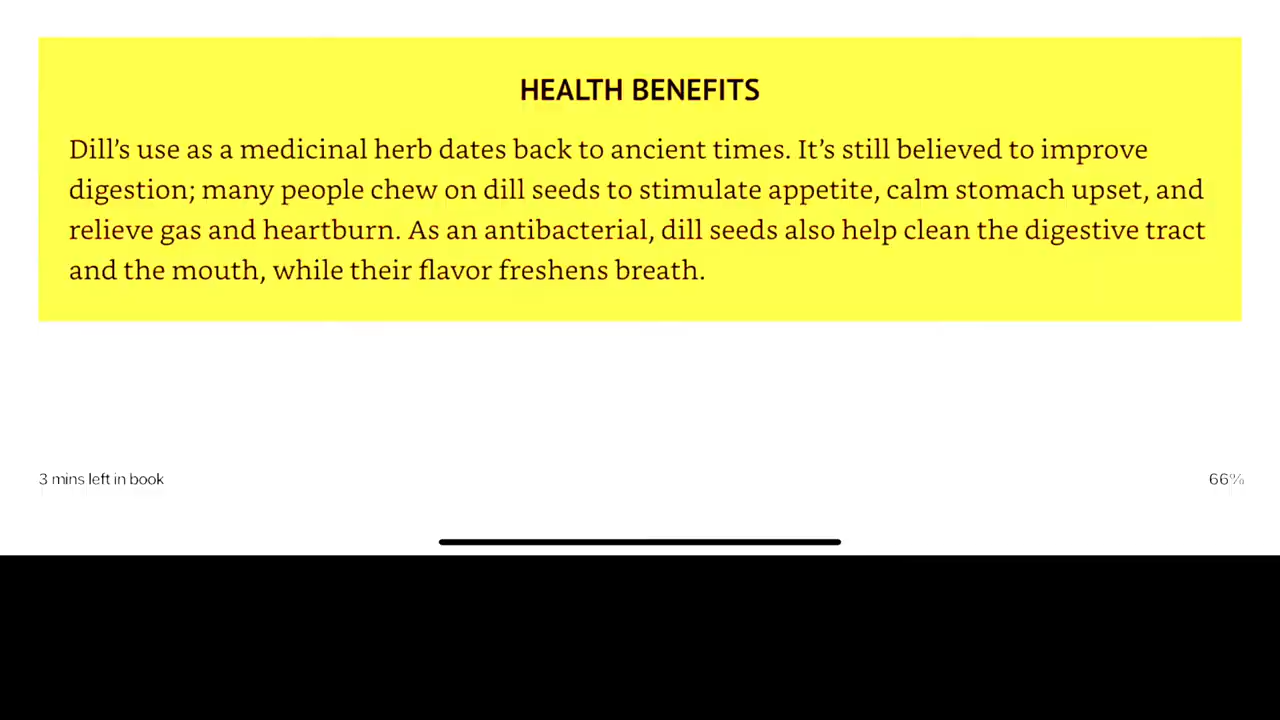 HEALTH BENEFITS
Dill’s use as a medicinal herb dates back to ancient times. It’s still believed to improve
digestion; many people chew on dill seeds to stimulate appetite, calm stomach upset, and
relieve gas and heartburn. As an antibacterial, dill seeds also help clean the digestive tract
and the mouth, while their flavor freshens breath.
3 mins left in book
66%